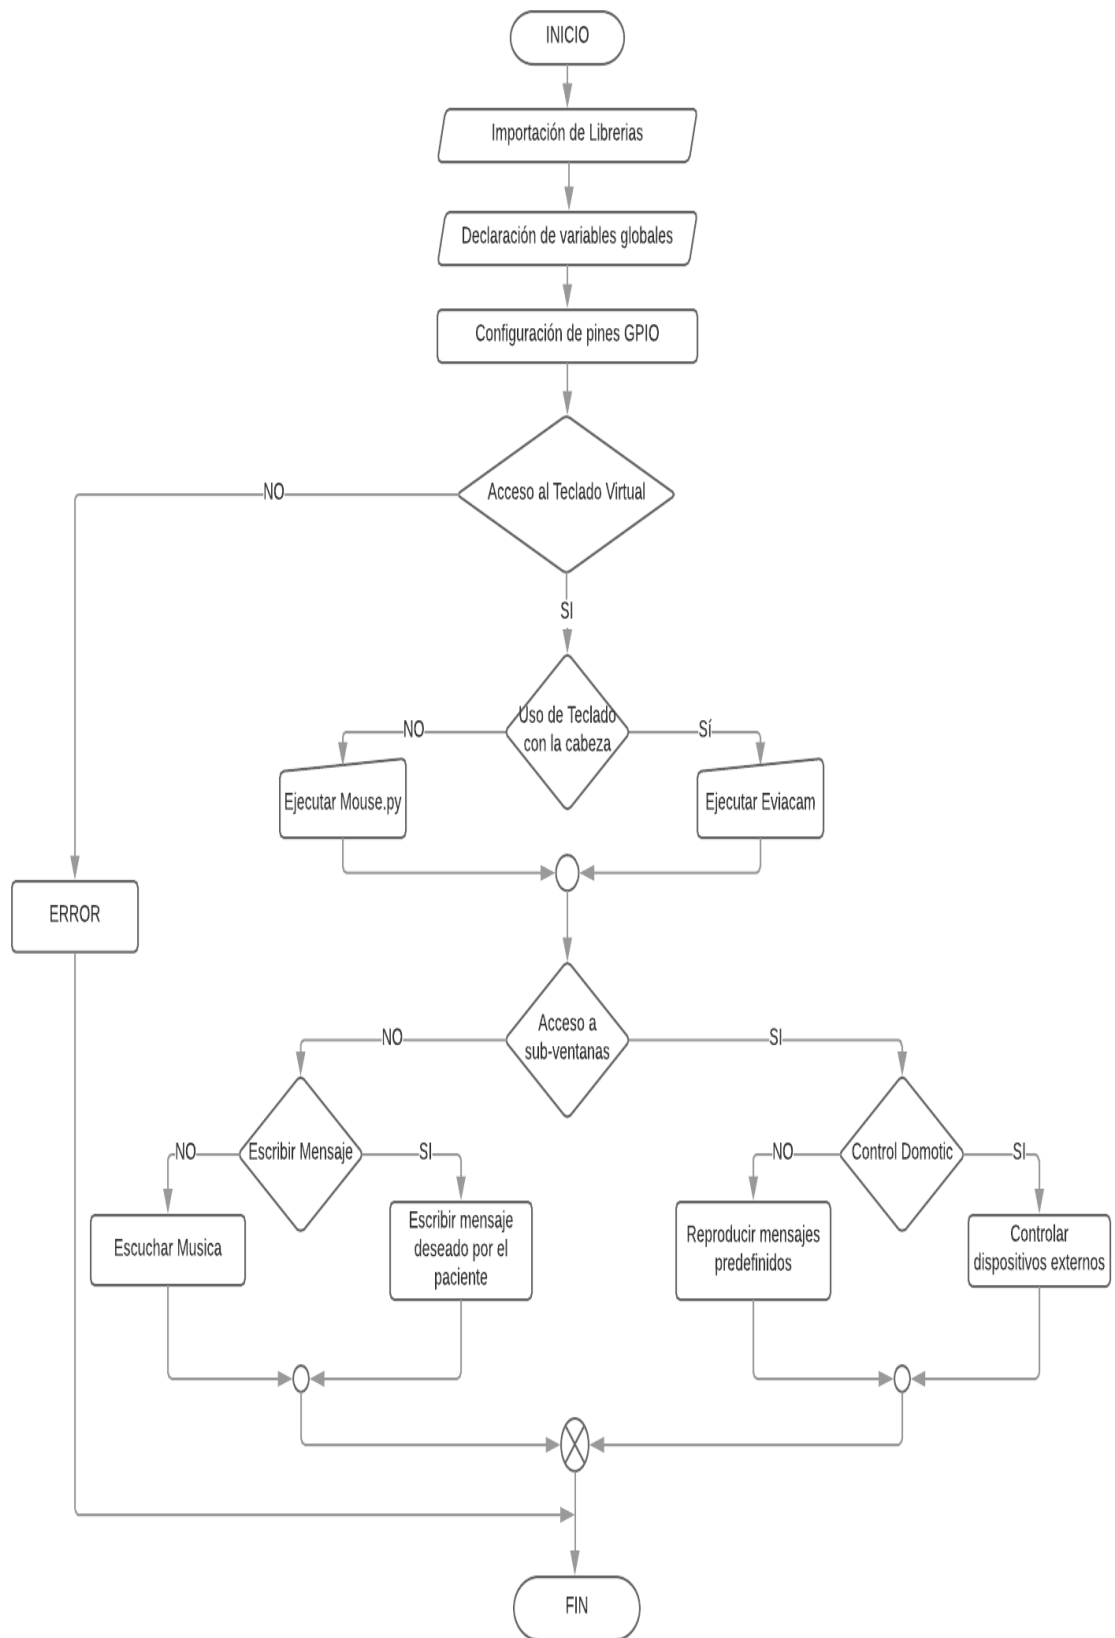 INICIO
Importación de Librerias
Declaración de variables globales
Configuración de pines GPIO
NO
Acceso al Teclado Virtual
SI
NO
Uso de Teclado
con la cabeza
Sí
Ejecutar Mouse.py
Ejecutar Eviacam
ERROR
NO
Acceso a
sub-ventanas
SI
NO
Escribir Mensaje
SI
NO
Control Domotic
SI
Escuchar Musica
Escribir mensaje
deseado por el
paciente
Reproducir mensajes
predefinidos
Controlar
dispositivos externos
FIN